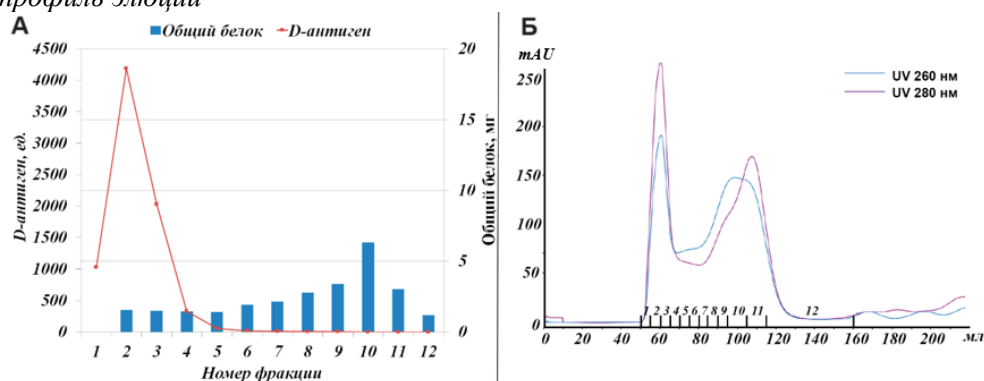 профиль элюции
А
Общий белок D-антиген
4500
4000
3500
3000
2500
2000
1500
1000
500
0
D-антиген, ед.
20
15
10
5
0
Общий белок, мг
1 2 3 4 5 6 7 8 9 10 11 12
Номер фракции
Б
mAU
250
200
150
100
50
0
UV 260 нм
UV 280 нм
1 2 3 4 5 6 7 8 9 10 11 12
0 20 40 60 80 100 120 140 160 180 200 мл